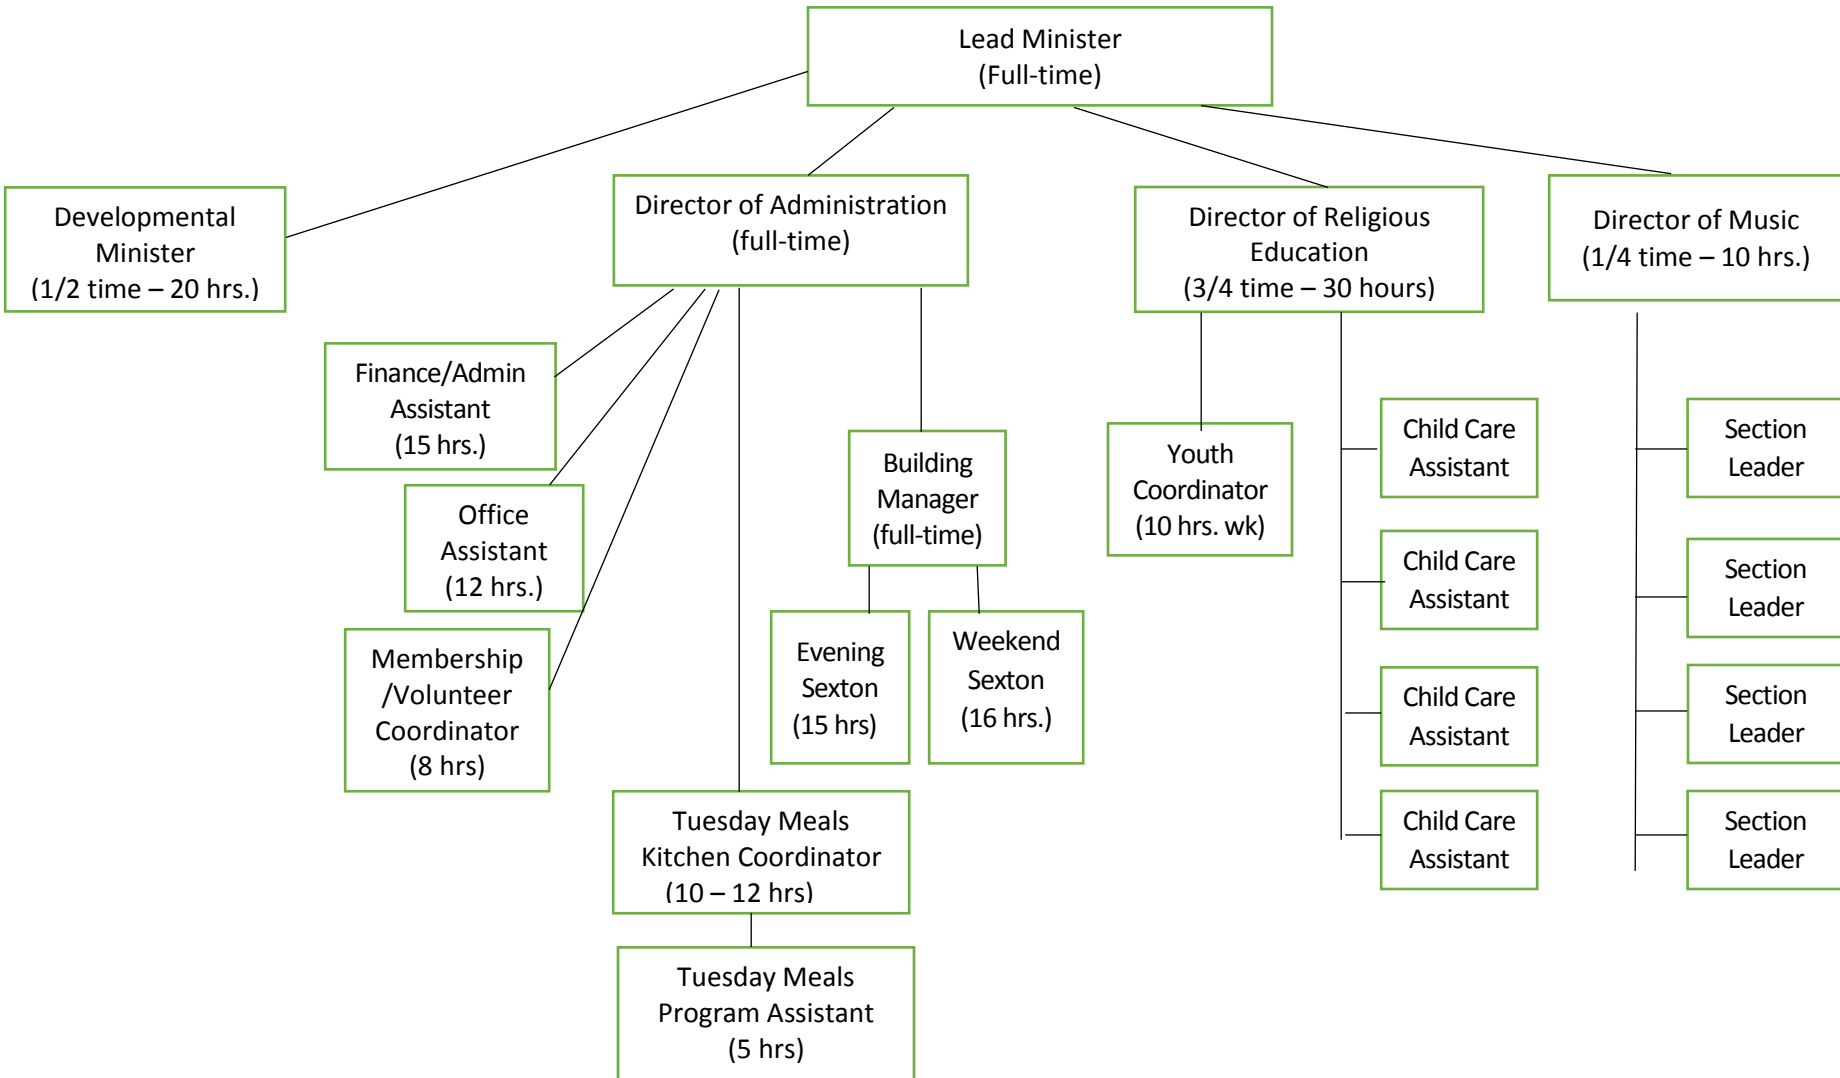 Lead Minister
(Full-time)
Developmental
Minister
(1/2 time – 20 hrs.)
Director of Administration
(full-time)
Director of Religious
Education
(3/4 time – 30 hours)
Director of Music
(1/4 time – 10 hrs.)
Finance/Admin
Assistant
(15 hrs.)
Office
Assistant
(12 hrs.)
Membership
/Volunteer
Coordinator
(8 hrs)
Building
Manager
(full-time)
Evening
Sexton
(15 hrs)
Weekend
Sexton
(16 hrs.)
Tuesday Meals
Kitchen Coordinator
(10 – 12 hrs)
Tuesday Meals
Program Assistant
(5 hrs)
Youth
Coordinator
(10 hrs. wk)
Child Care
Assistant
Child Care
Assistant
Child Care
Assistant
Child Care
Assistant
Section
Leader
Section
Leader
Section
Leader
Section
Leader